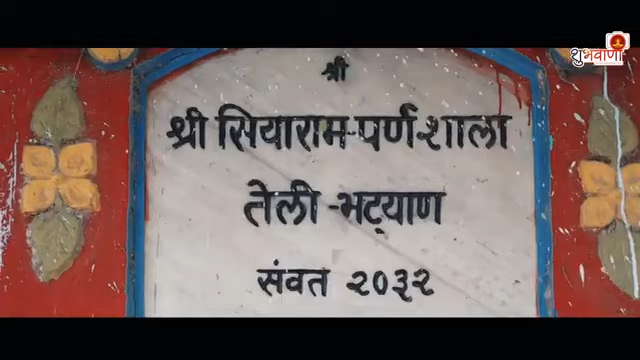 शुभवाणी
श्री
श्री सियाराम-पर्णशाला
तेली-भट्याण
संवत २०३२